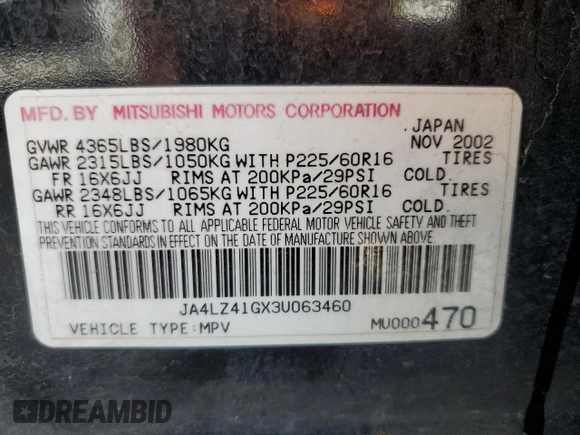 MFD. BY MITSUBISHI MOTORS CORPORATION
JAPAN
GVWR 4365LBS/1980KG NOV 2002
GAWR 2315LBS/1050KG WITH P225/60R16 TIRES
FR 16X6JJ RIMS AT 200KPa/29PSI COLD.
GAWR 2348LBS/1065KG WITH P225/60R16 TIRES
RR 16X6JJ RIMS AT 200KPa/29PSI COLD.
THIS VEHICLE CONFORMS TO ALL APPLICABLE FEDERAL MOTOR VEHICLE SAFETY AND THEFT
PREVENTION STANDARDS IN EFFECT ON THE DATE OF MANUFACTURE SHOWN ABOVE.
JA4LZ41GX3U063460
VEHICLE TYPE:MPV MU000470
DREAMBID